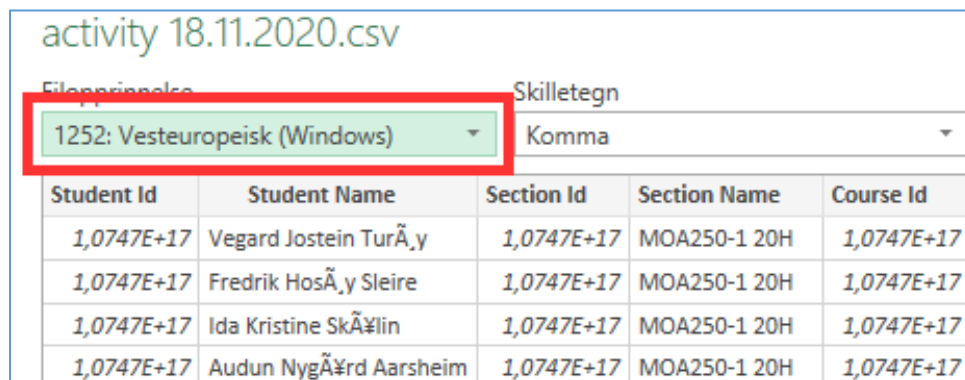 activity 18.11.2020.csv
Filopprinnelse Skilletegn
1252: Vesteuropeisk (Windows) Komma
Student Id Student Name Section Id Section Name Course Id
1,0747E+17 Vegard Jostein TurÃ¸y 1,0747E+17 MOA250-1 20H 1,0747E+17
1,0747E+17 Fredrik HosÃ¸y Sleire 1,0747E+17 MOA250-1 20H 1,0747E+17
1,0747E+17 Ida Kristine SkÃ¥lin 1,0747E+17 MOA250-1 20H 1,0747E+17
1,0747E+17 Audun NygÃ¥rd Aarsheim 1,0747E+17 MOA250-1 20H 1,0747E+17